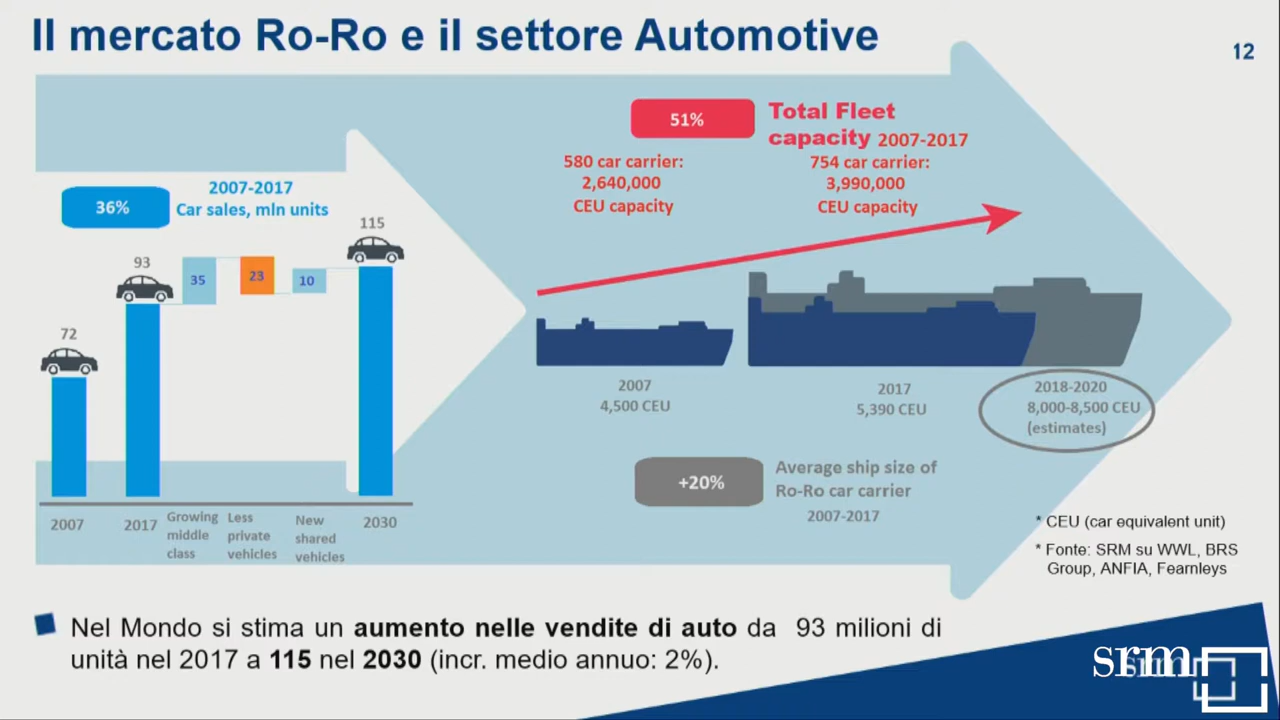 Il mercato Ro-Ro e il settore Automotive
12
51%
Total Fleet
capacity 2007-2017
580 car carrier:
2,640,000
CEU capacity
754 car carrier:
3,990,000
CEU capacity
36%
2007-2017
Car sales, mln units
72
93
35
23
10
115
2007
2017
Growing
middle
class
Less
private
vehicles
New
shared
vehicles
2030
2007
4,500 CEU
2017
5,390 CEU
2018-2020
8,000-8,500 CEU
(estimates)
+20%
Average ship size of
Ro-Ro car carrier
2007-2017
* CEU (car equivalent unit)
* Fonte: SRM su WWL, BRS
Group, ANFIA, Fearnleys
Nel Mondo si stima un aumento nelle vendite di auto da 93 milioni di
unità nel 2017 a 115 nel 2030 (incr. medio annuo: 2%).
srm
srm